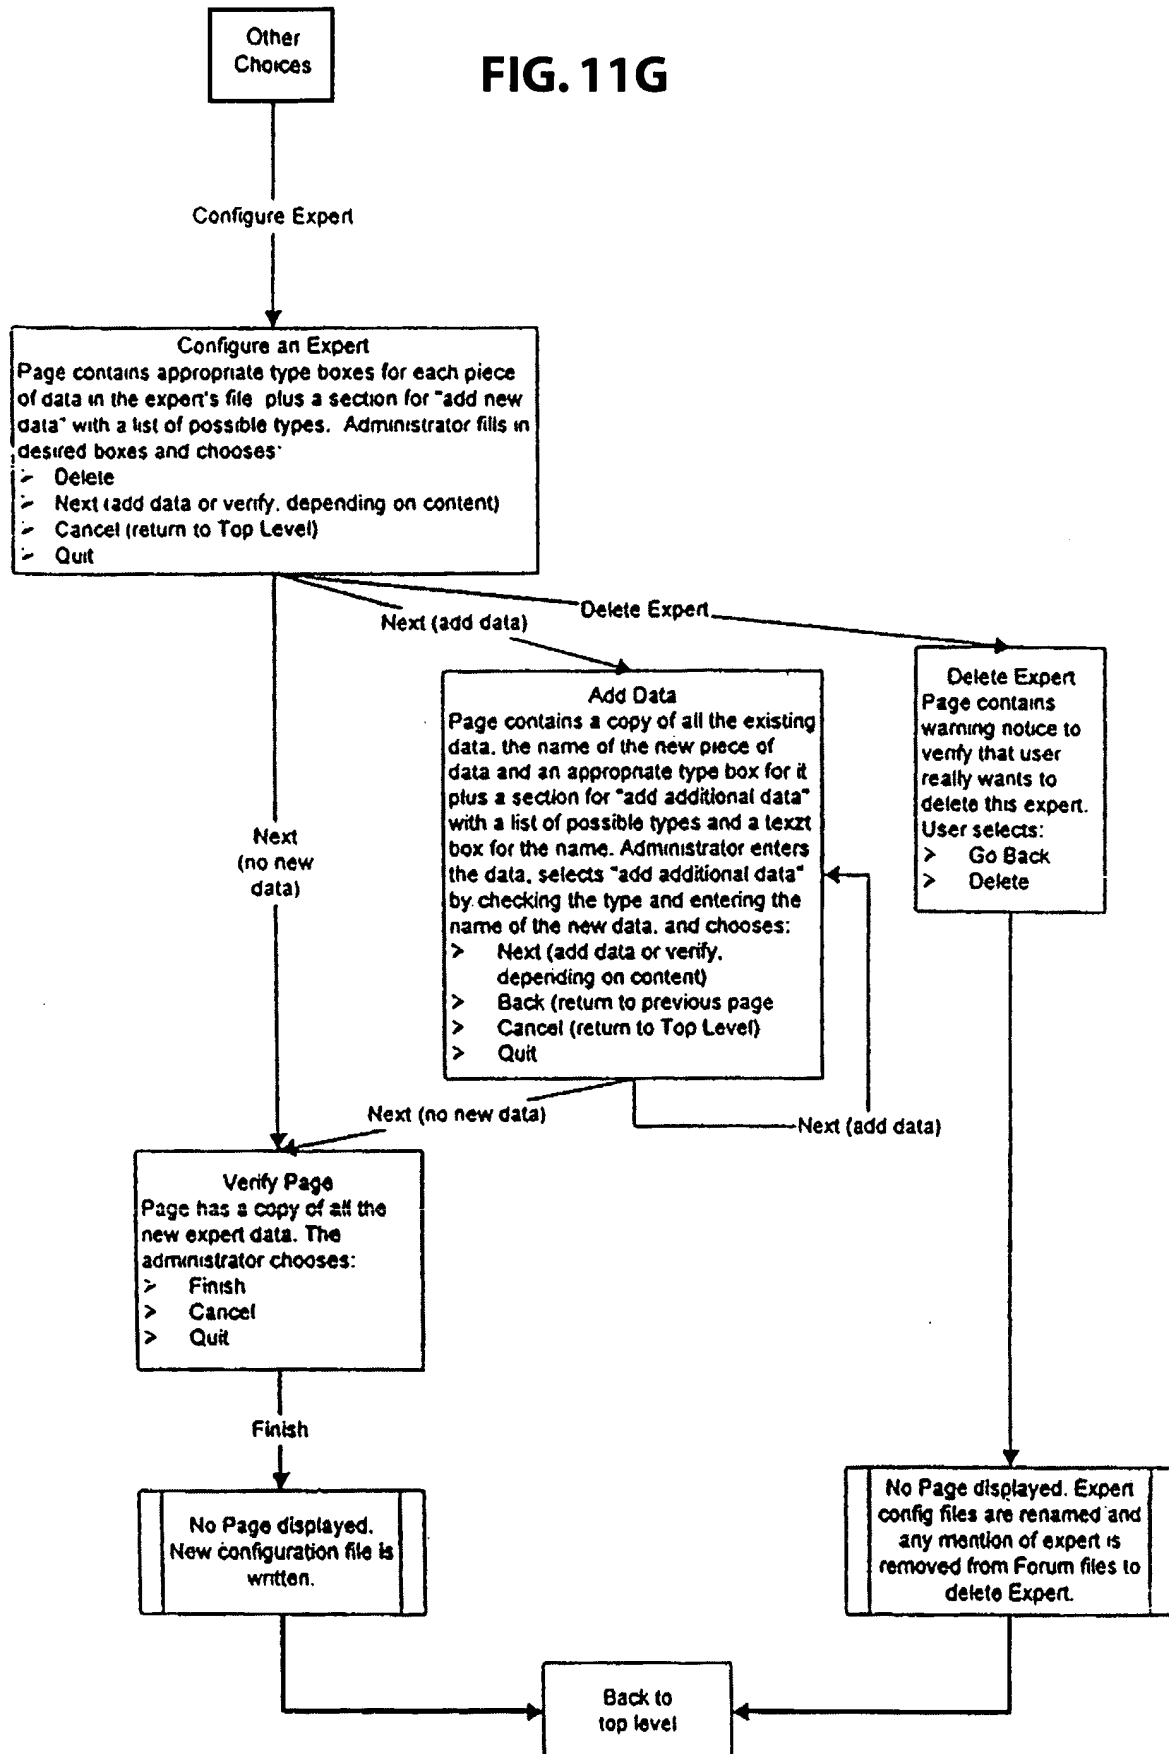 Other
Choices
FIG. 11G
Configure Expert
Configure an Expert
Page contains appropriate type boxes for each piece
of data in the expert's file plus a section for "add new
data" with a list of possible types. Administrator fills in
desired boxes and chooses:
> Delete
> Next (add data or verify, depending on content)
> Cancel (return to Top Level)
> Quit
Next (add data)
Delete Expert
Next
(no new
data)
Add Data
Page contains a copy of all the existing
data, the name of the new piece of
data and an appropriate type box for it
plus a section for "add additional data"
with a list of possible types and a texzt
box for the name. Administrator enters
the data, selects "add additional data"
by checking the type and entering the
name of the new data, and chooses:
> Next (add data or verify,
depending on content)
> Back (return to previous page
> Cancel (return to Top Level)
> Quit
Delete Expert
Page contains
warning notice to
verify that user
really wants to
delete this expert.
User selects:
> Go Back
> Delete
Next (no new data)
Next (add data)
Verify Page
Page has a copy of all the
new expert data. The
administrator chooses:
> Finish
> Cancel
> Quit
Finish
No Page displayed.
New configuration file is
written.
No Page displayed. Expert
config files are renamed and
any mention of expert is
removed from Forum files to
delete Expert.
Back to
top level